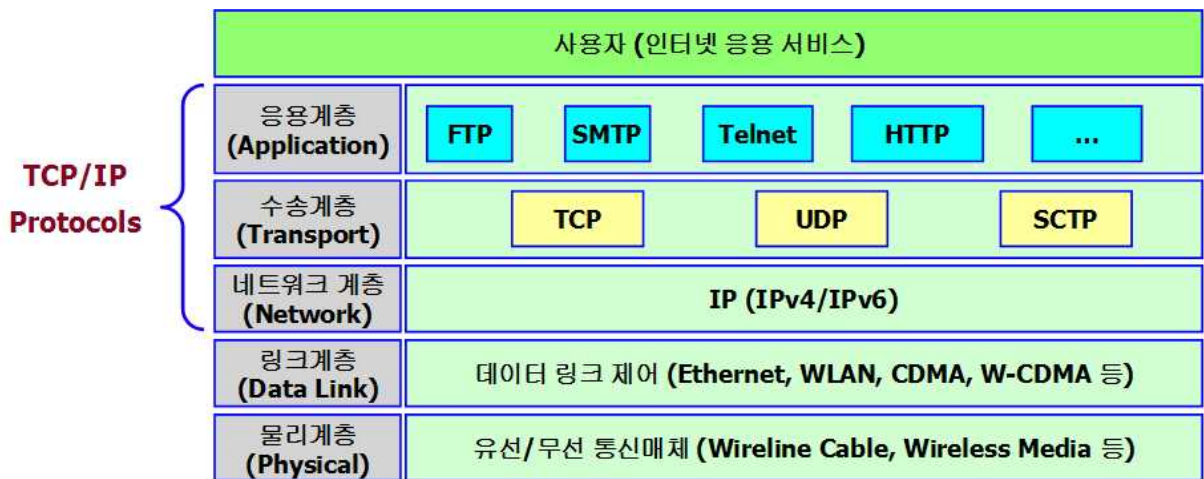 사용자 (인터넷 응용 서비스)
TCP/IP
Protocols
응용계층
(Application)
FTP
SMTP
Telnet
HTTP
...
수송계층
(Transport)
TCP
UDP
SCTP
네트워크 계층
(Network)
IP (IPv4/IPv6)
링크계층
(Data Link)
데이터 링크 제어 (Ethernet, WLAN, CDMA, W-CDMA 등)
물리계층
(Physical)
유선/무선 통신매체 (Wireline Cable, Wireless Media 등)